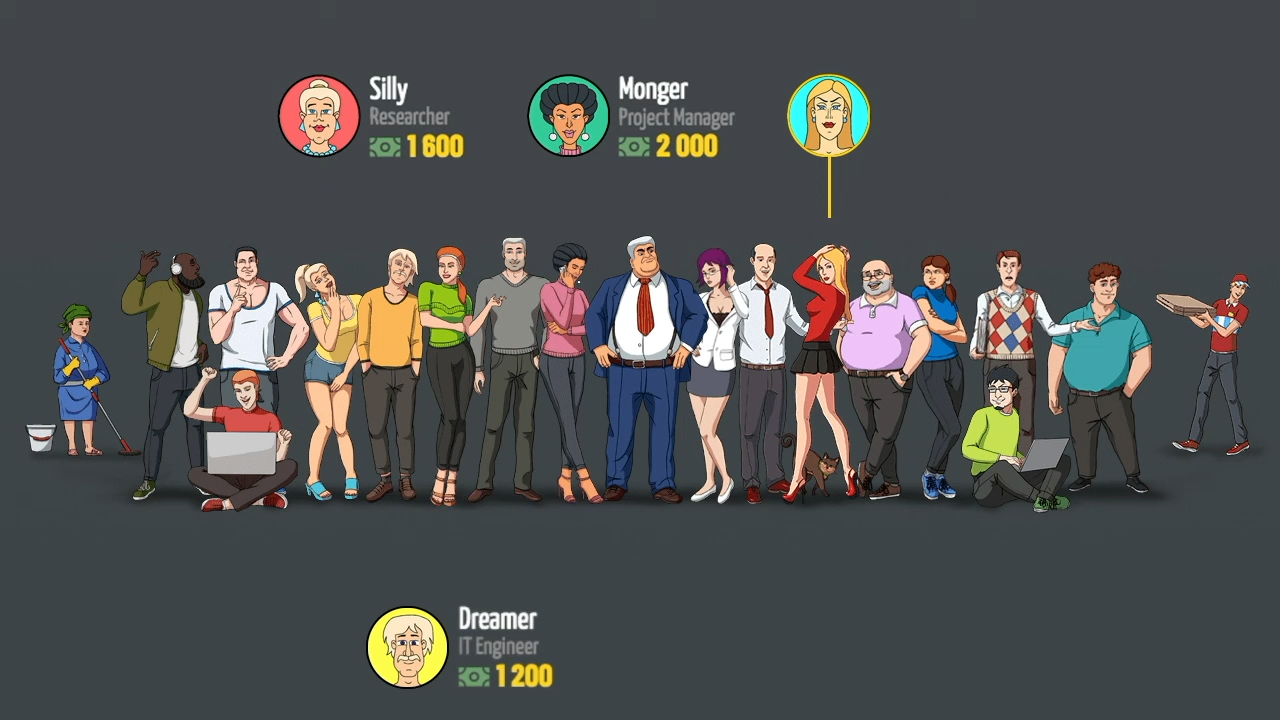 Silly
Researcher
1 600
Monger
Project Manager
2 000
Dreamer
IT Engineer
1 200